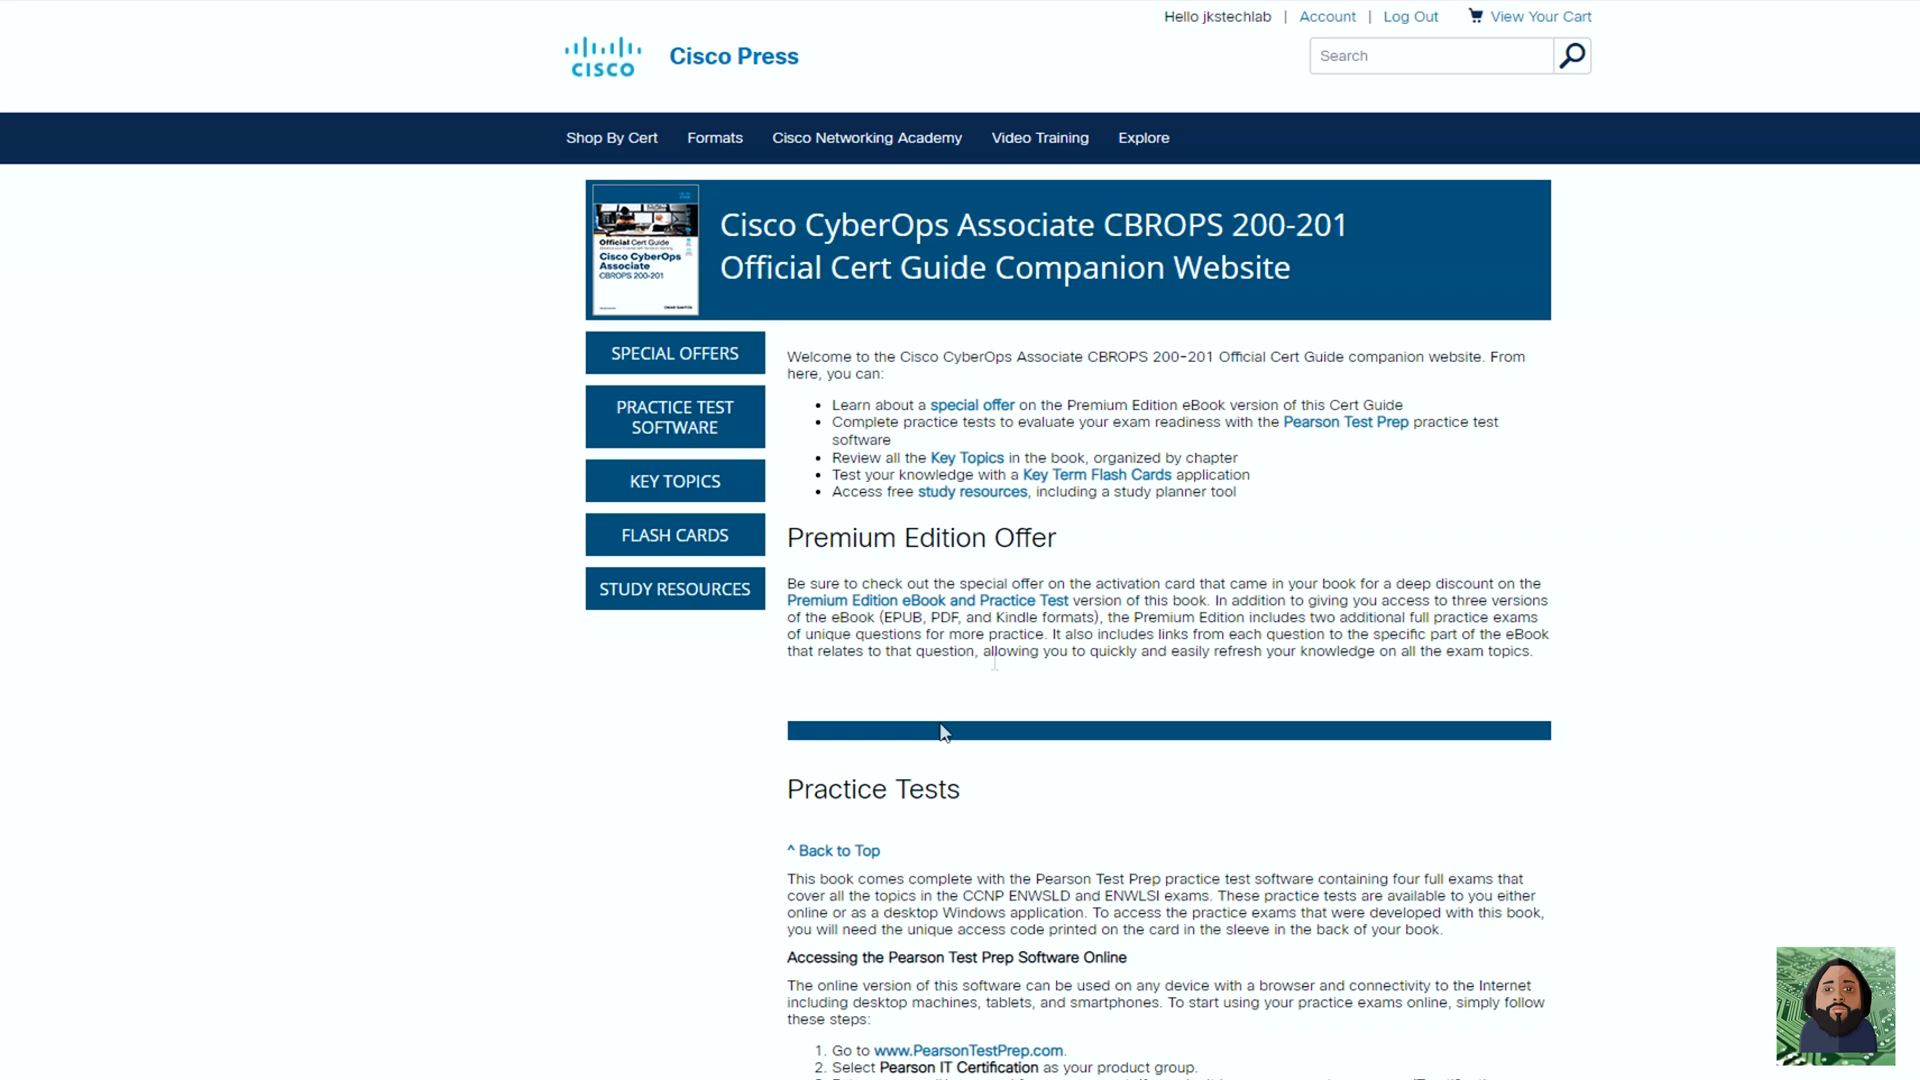 Hello jkstechlab | Account | Log Out View Your Cart
CISCO
Cisco Press
Search
Shop By Cert Formats Cisco Networking Academy Video Training Explore
Official Cert Guide
Cisco CyberOps
Associate
CBROPS 200-201
Cisco CyberOps Associate CBROPS 200-201
Official Cert Guide Companion Website
SPECIAL OFFERS
PRACTICE TEST
SOFTWARE
KEY TOPICS
FLASH CARDS
STUDY RESOURCES
Welcome to the Cisco CyberOps Associate CBROPS 200-201 Official Cert Guide companion website. From
here, you can:
• Learn about a special offer on the Premium Edition eBook version of this Cert Guide
• Complete practice tests to evaluate your exam readiness with the Pearson Test Prep practice test
software
• Review all the Key Topics in the book, organized by chapter
• Test your knowledge with a Key Term Flash Cards application
• Access free study resources, including a study planner tool
Premium Edition Offer
Be sure to check out the special offer on the activation card that came in your book for a deep discount on the
Premium Edition eBook and Practice Test version of this book. In addition to giving you access to three versions
of the eBook (EPUB, PDF, and Kindle formats), the Premium Edition includes two additional full practice exams
of unique questions for more practice. It also includes links from each question to the specific part of the eBook
that relates to that question, allowing you to quickly and easily refresh your knowledge on all the exam topics.
Practice Tests
^ Back to Top
This book comes complete with the Pearson Test Prep practice test software containing four full exams that
cover all the topics in the CCNP ENWSLD and ENWLSI exams. These practice tests are available to you either
online or as a desktop Windows application. To access the practice exams that were developed with this book,
you will need the unique access code printed on the card in the sleeve in the back of your book.
Accessing the Pearson Test Prep Software Online
The online version of this software can be used on any device with a browser and connectivity to the Internet
including desktop machines, tablets, and smartphones. To start using your practice exams online, simply follow
these steps:
1. Go to www.PearsonTestPrep.com.
2. Select Pearson IT Certification as your product group.